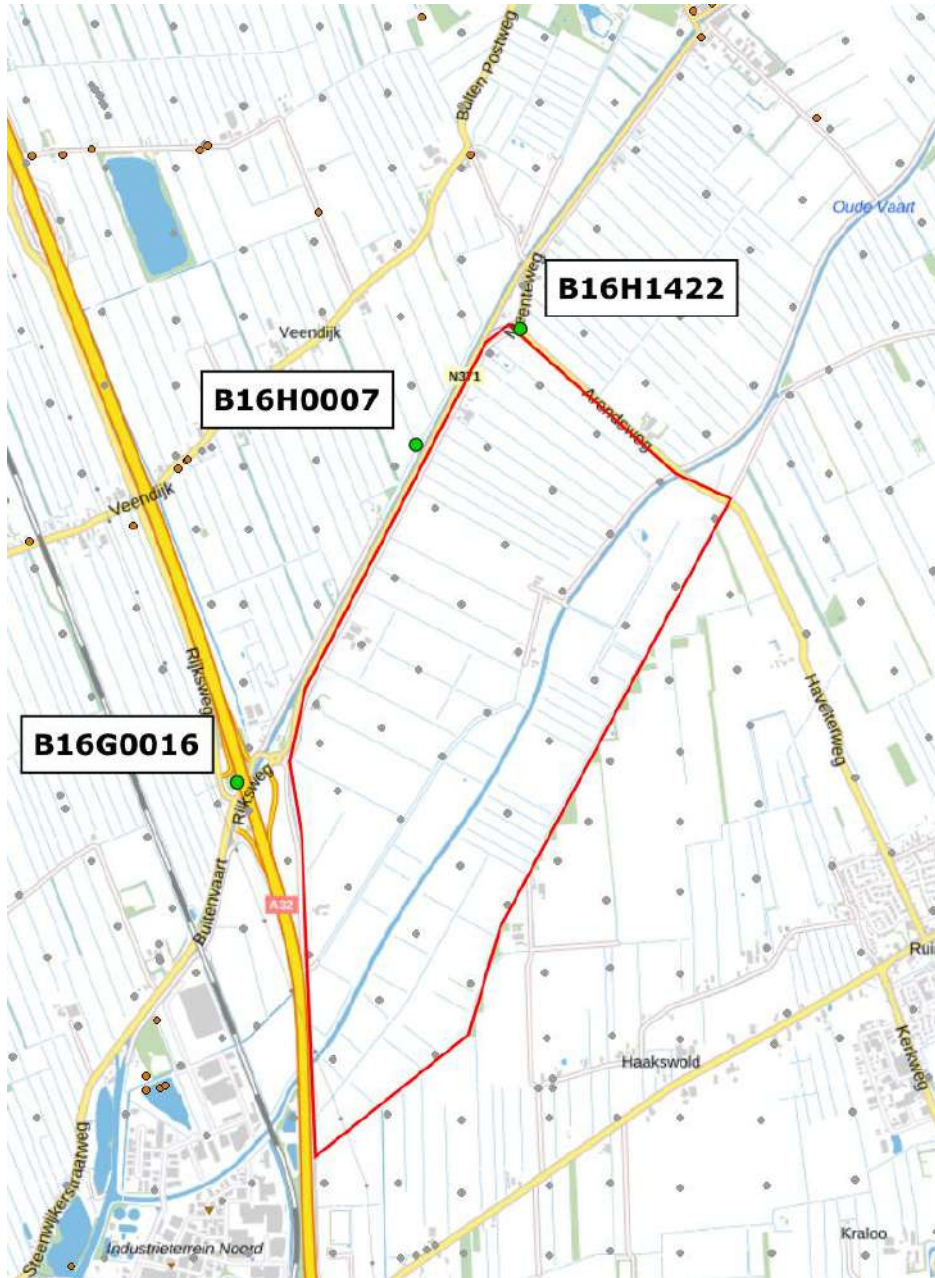 Buiten Postweg
Oude Vaart
B16H1422
Veendijk
N371
B16H0007
Arendsweg
Veendijk
Rijksweg
Havelterweg
B16G0016
Rijksweg
A32
Buitenvaart
Haakswold
Kerkweg
Steenwijkerstraatweg
Kraloo
Industrieterrein Noord